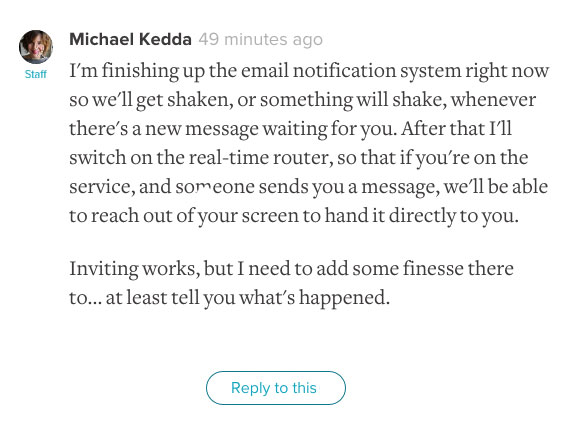 Michael Kedda 49 minutes ago
Staff
I'm finishing up the email notification system right now
so we'll get shaken, or something will shake, whenever
there's a new message waiting for you. After that I'll
switch on the real-time router, so that if you're on the
service, and someone sends you a message, we'll be able
to reach out of your screen to hand it directly to you.
Inviting works, but I need to add some finesse there
to... at least tell you what's happened.
Reply to this